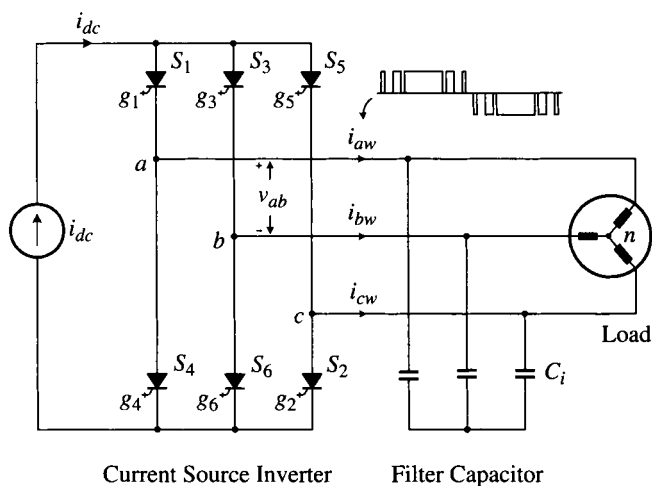 i_dc
S_1
S_3
S_5
g_1
g_3
g_5
i_aw
a
+
v_ab
-
i_dc
b
i_bw
n
c
i_cw
Load
S_4
S_6
S_2
C_i
g_4
g_6
g_2
Current Source Inverter
Filter Capacitor